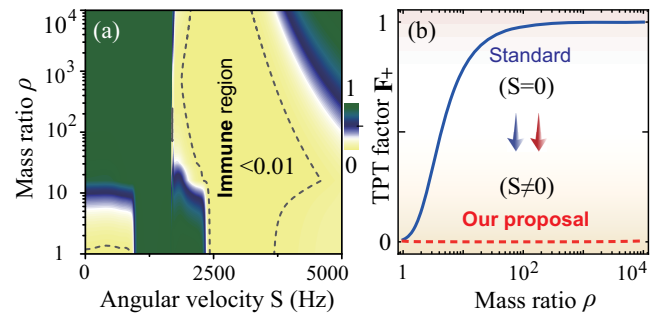 (a)
Mass ratio ρ
10⁴
10³
10²
10
1
Immune region
<0.01
0
2500
5000
Angular velocity S (Hz)
1
0
(b)
TPT factor F₊
1
0
Standard
(S=0)
(S≠0)
Our proposal
1
10²
10⁴
Mass ratio ρ